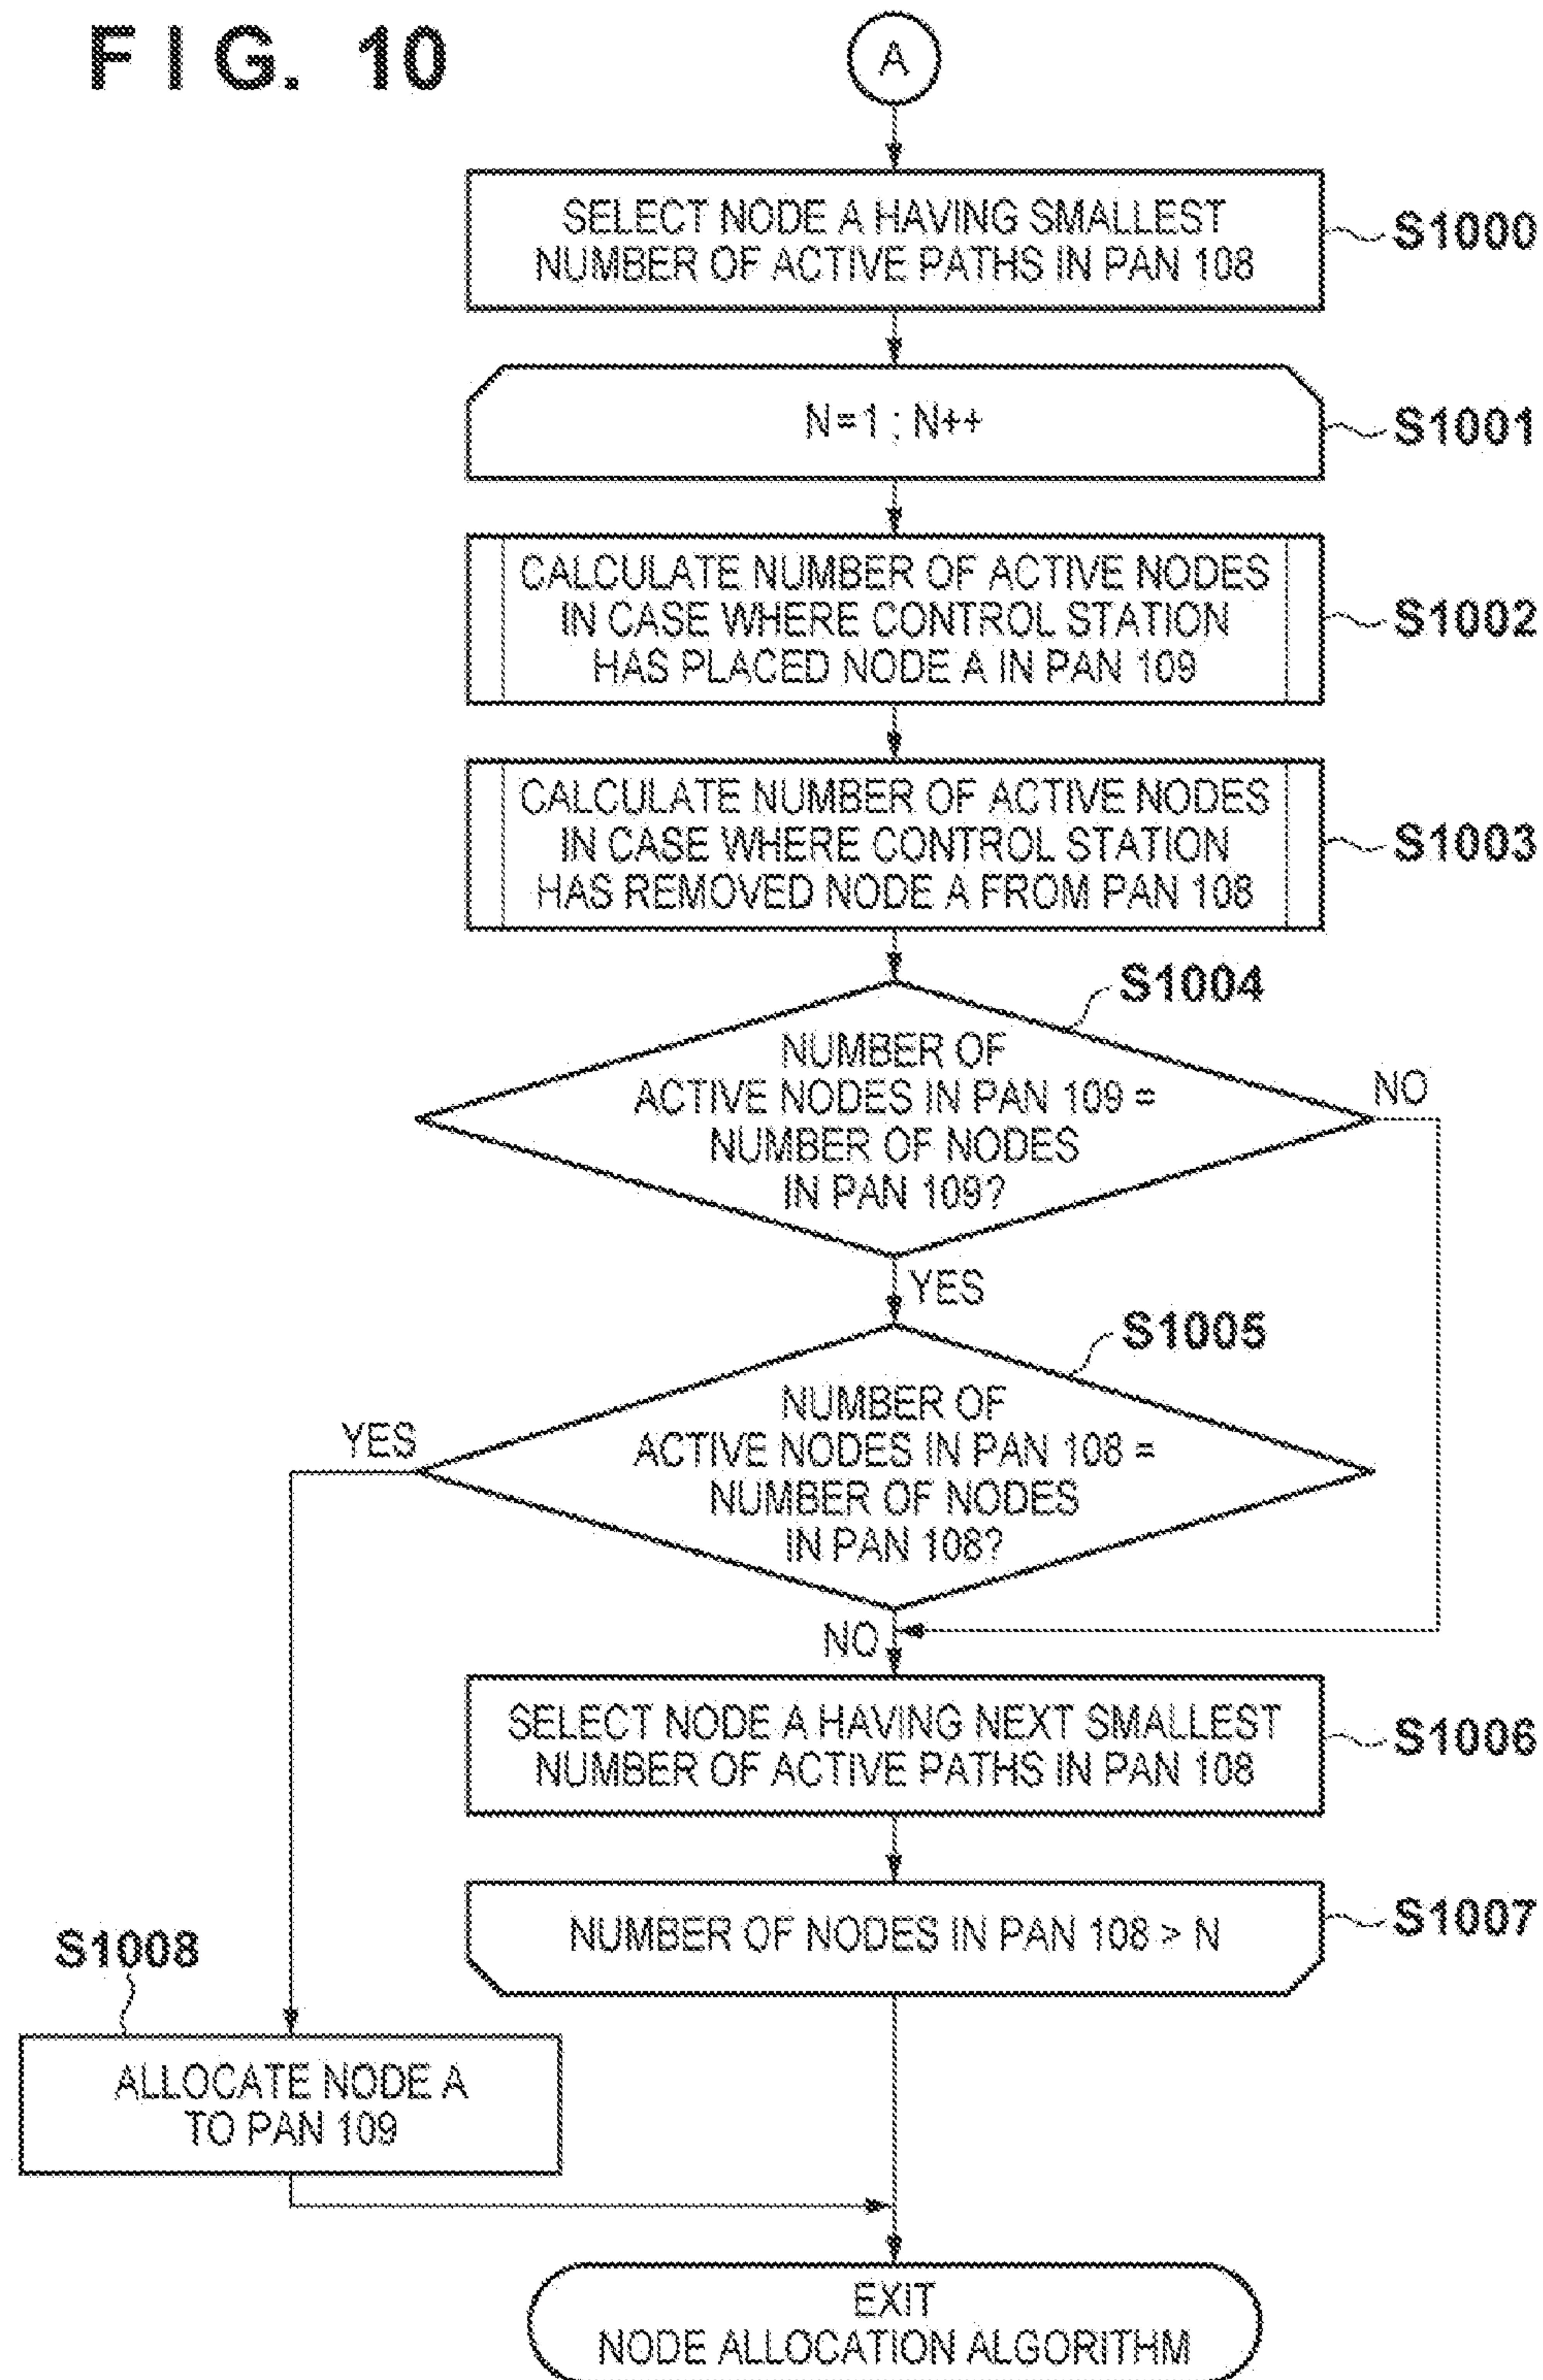 FIG. 10
A
SELECT NODE A HAVING SMALLEST
NUMBER OF ACTIVE PATHS IN PAN 108
S1000
N=1 ; N++
S1001
CALCULATE NUMBER OF ACTIVE NODES
IN CASE WHERE CONTROL STATION
HAS PLACED NODE A IN PAN 109
S1002
CALCULATE NUMBER OF ACTIVE NODES
IN CASE WHERE CONTROL STATION
HAS REMOVED NODE A FROM PAN 108
S1003
S1004
NUMBER OF
ACTIVE NODES IN PAN 109 =
NUMBER OF NODES
IN PAN 109?
NO
YES
S1005
NUMBER OF
ACTIVE NODES IN PAN 108 =
NUMBER OF NODES
IN PAN 108?
YES
NO
SELECT NODE A HAVING NEXT SMALLEST
NUMBER OF ACTIVE PATHS IN PAN 108
S1006
NUMBER OF NODES IN PAN 108 > N
S1007
S1008
ALLOCATE NODE A
TO PAN 109
EXIT
NODE ALLOCATION ALGORITHM